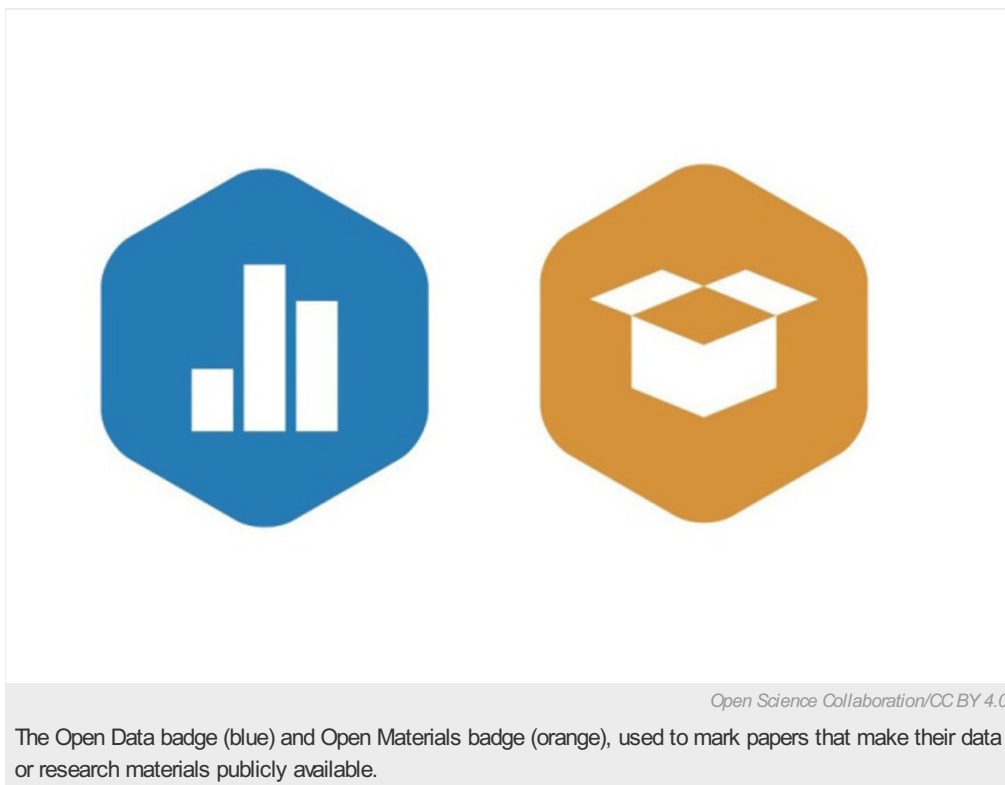 Open Science Collaboration/CC BY 4.0
The Open Data badge (blue) and Open Materials badge (orange), used to mark papers that make their data
or research materials publicly available.